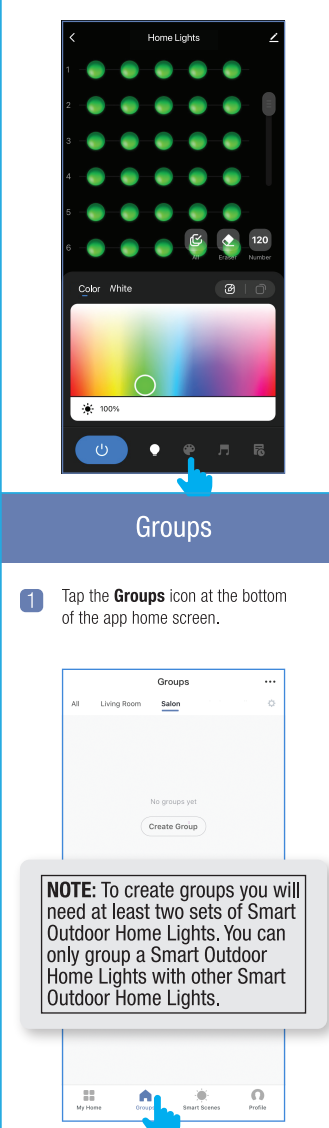 Home Lights
1
2
3
4
5
6
All Eraser 120 Number
Color White
100%
Groups
1 Tap the Groups icon at the bottom
of the app home screen.
Groups
All Living Room Salon
No groups yet
Create Group
NOTE: To create groups you will
need at least two sets of Smart
Outdoor Home Lights. You can
only group a Smart Outdoor
Home Lights with other Smart
Outdoor Home Lights.
My Home Groups Smart Scenes Profile